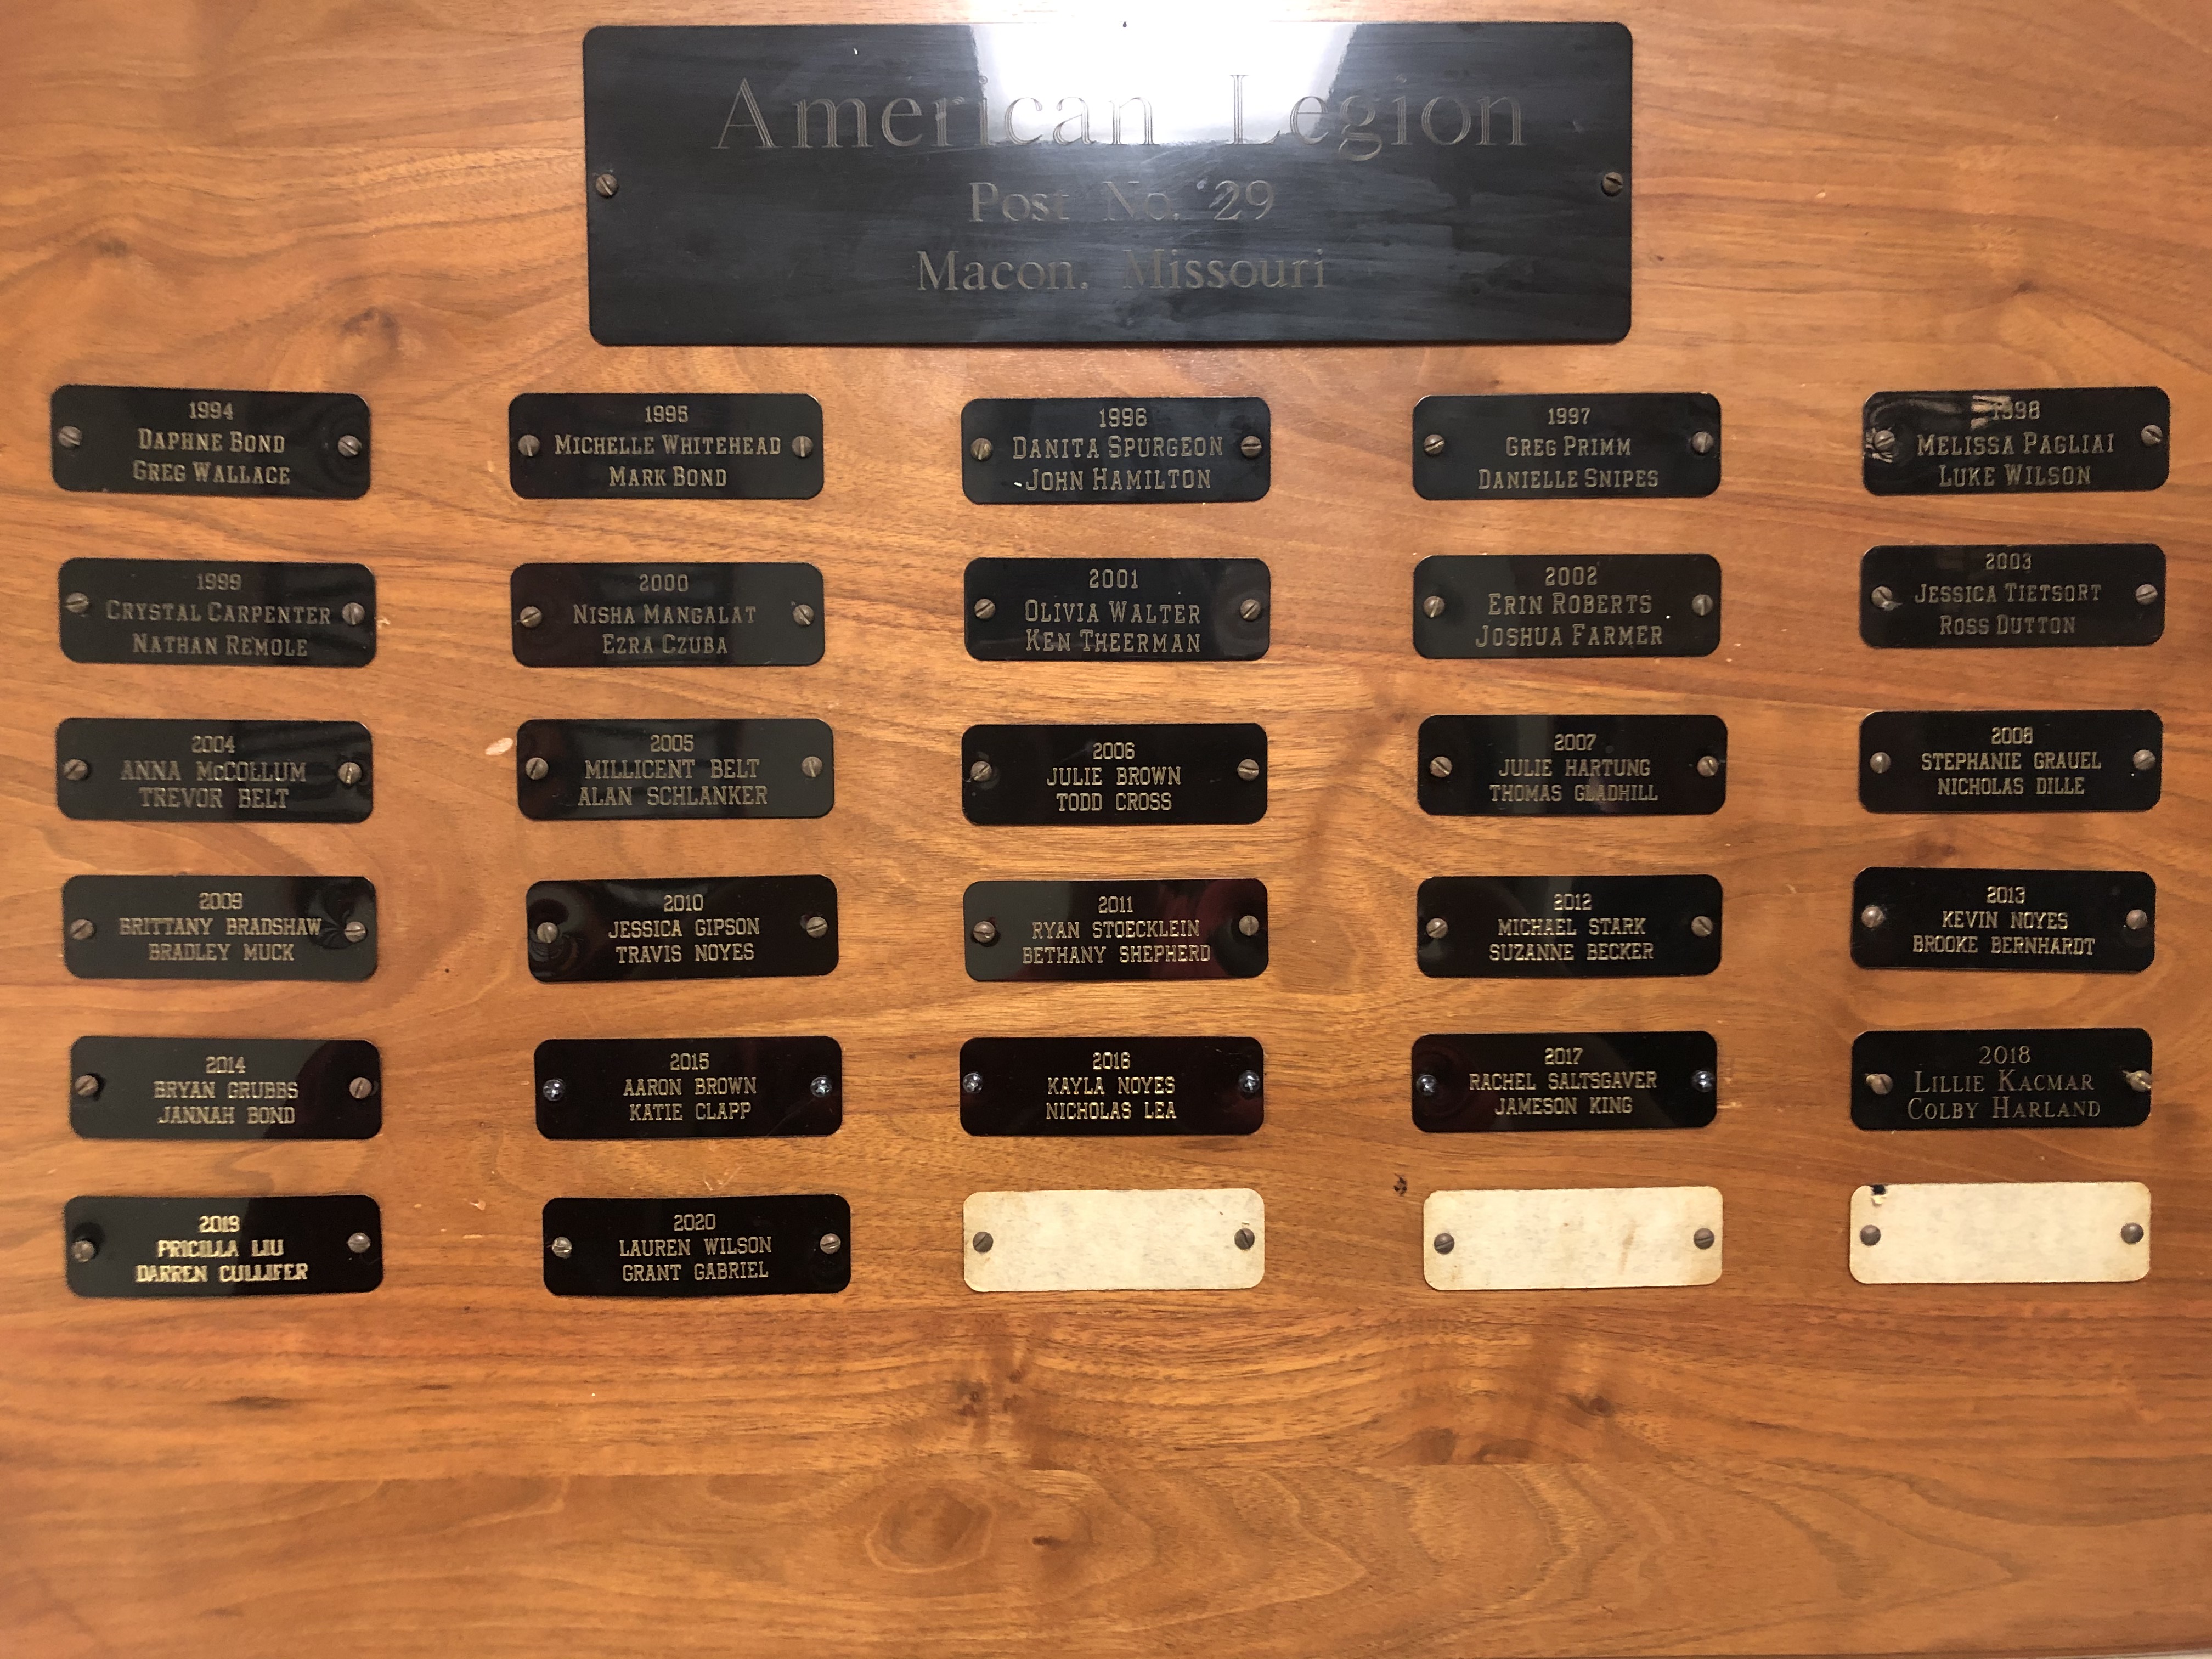 American Legion
Post No. 29
Macon, Missouri
1994
DAPHNE BOND
GREG WALLACE
1995
MICHELLE WHITEHEAD
MARK BOND
1996
DANITA SPURGEON
JOHN HAMILTON
1997
GREG PRIMM
DANIELLE SNIPES
1998
MELISSA PAGLIAI
LUKE WILSON
1999
CRYSTAL CARPENTER
NATHAN REMOLE
2000
NISHA MANGALAT
EZRA CZUBA
2001
OLIVIA WALTER
KEN THEERMAN
2002
ERIN ROBERTS
JOSHUA FARMER
2003
JESSICA TIETSORT
ROSS DUTTON
2004
ANNA McCOLLUM
TREVOR BELT
2005
MILLICENT BELT
ALAN SCHLANKER
2006
JULIE BROWN
TODD CROSS
2007
JULIE HARTUNG
THOMAS GLADHILL
2008
STEPHANIE GRAUEL
NICHOLAS DILLE
2009
BRITTANY BRADSHAW
BRADLEY MUCK
2010
JESSICA GIPSON
TRAVIS NOYES
2011
RYAN STOECKLEIN
BETHANY SHEPHERD
2012
MICHAEL STARK
SUZANNE BECKER
2013
KEVIN NOYES
BROOKE BERNHARDT
2014
BRYAN GRUBBS
JANNAH BOND
2015
AARON BROWN
KATIE CLAPP
2016
KAYLA NOYES
NICHOLAS LEA
2017
RACHEL SALTSGAVER
JAMESON KING
2018
LILLIE KACMAR
COLBY HARLAND
2019
PRICILLA LIU
DARREN CULLIFER
2020
LAUREN WILSON
GRANT GABRIEL